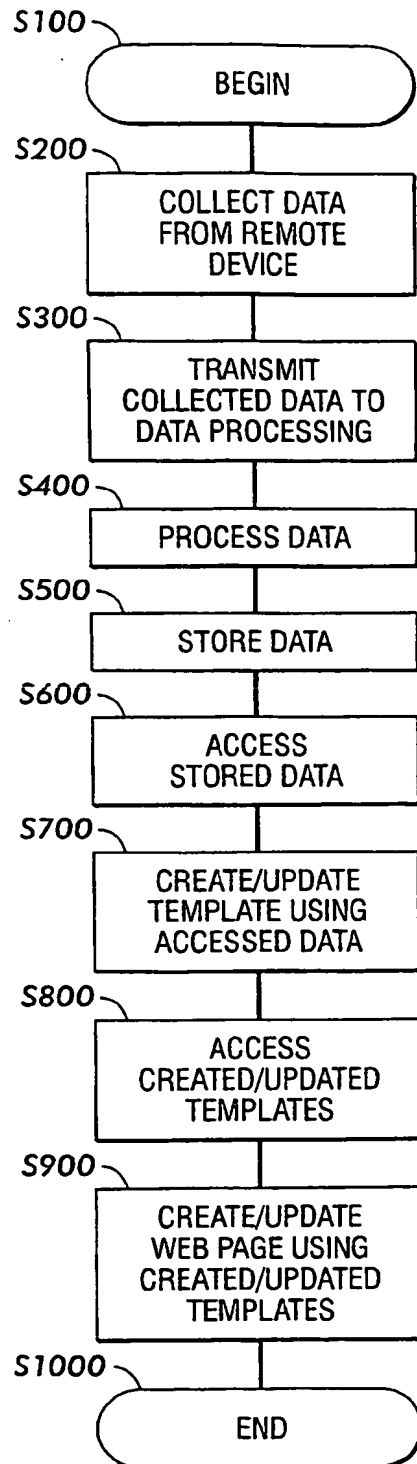 S100
BEGIN
S200
COLLECT DATA
FROM REMOTE
DEVICE
S300
TRANSMIT
COLLECTED DATA TO
DATA PROCESSING
S400
PROCESS DATA
S500
STORE DATA
S600
ACCESS
STORED DATA
S700
CREATE/UPDATE
TEMPLATE USING
ACCESSED DATA
S800
ACCESS
CREATED/UPDATED
TEMPLATES
S900
CREATE/UPDATE
WEB PAGE USING
CREATED/UPDATED
TEMPLATES
S1000
END